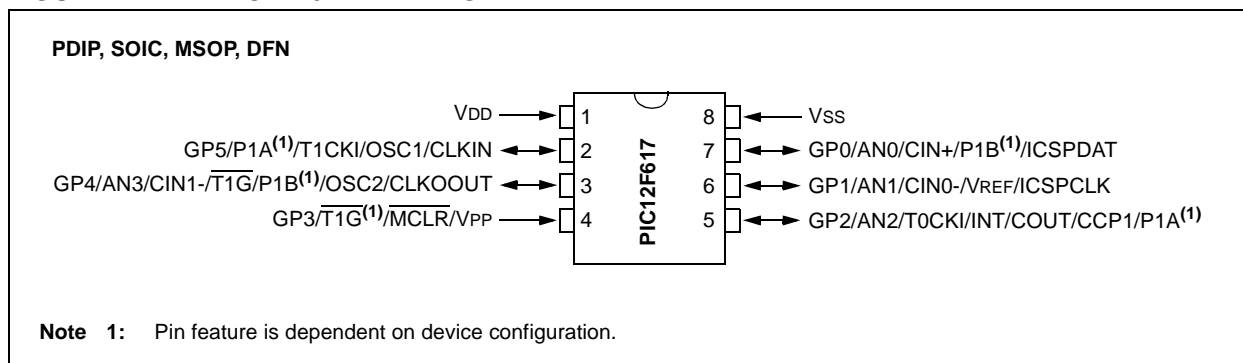 PDIP, SOIC, MSOP, DFN
VDD 1 8 VSS
GP5/P1A(1)/T1CKI/OSC1/CLKIN 2 7 GP0/AN0/CIN+/P1B(1)/ICSPDAT
GP4/AN3/CIN1-/T1G/P1B(1)/OSC2/CLKOOUT 3 6 GP1/AN1/CIN0-/VREF/ICSPCLK
GP3/T1G(1)/MCLR/VPP 4 5 GP2/AN2/T0CKI/INT/COUT/CCP1/P1A(1)
PIC12F617
Note 1: Pin feature is dependent on device configuration.